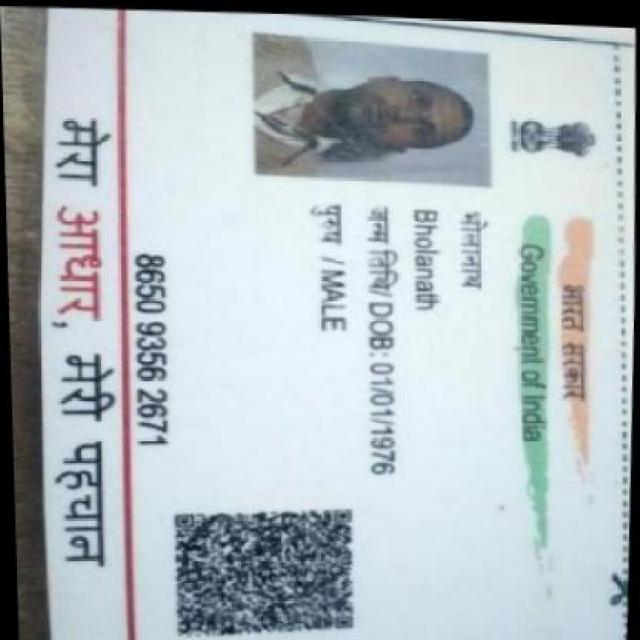 भारत सरकार
Government of India
भोलानाथ
Bholanath
जन्म तिथि/DOB: 01/01/1976
पुरुष / MALE
8650 9356 2671
मेरा आधार, मेरी पहचान